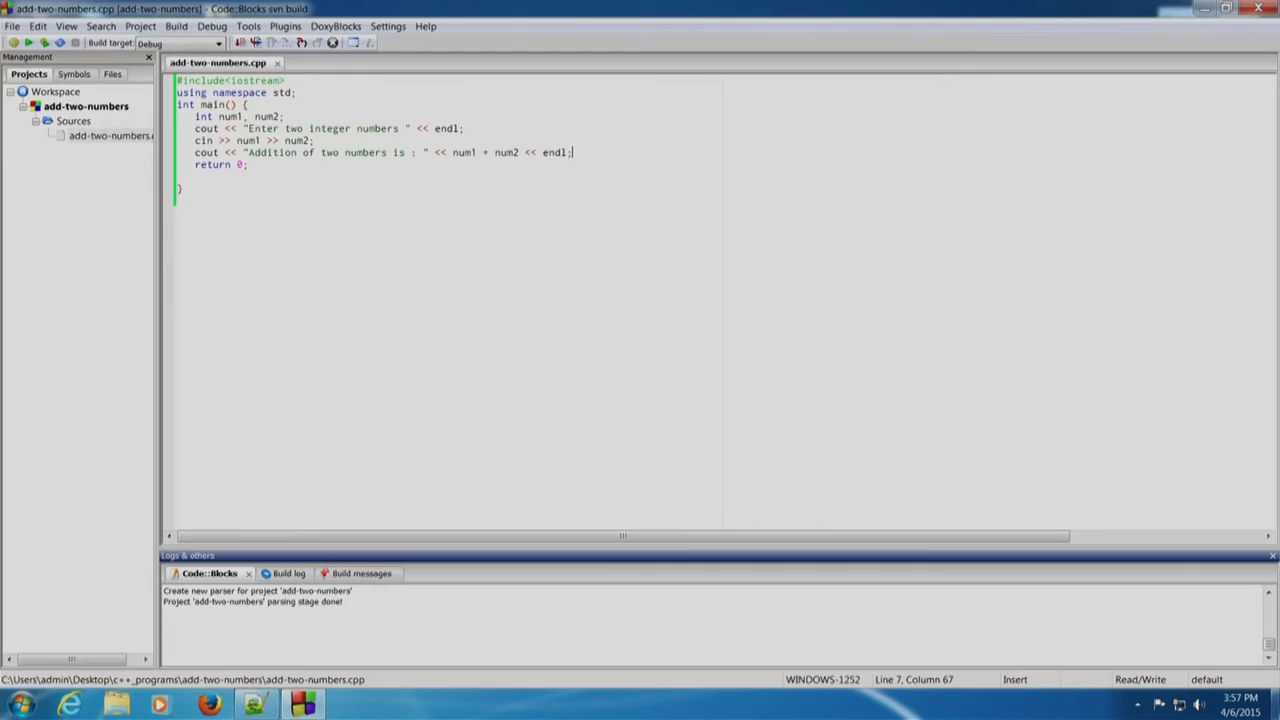 add-two-numbers.cpp [add-two-numbers] - Code::Blocks svn build
File Edit View Search Project Build Debug Tools Plugins DoxyBlocks Settings Help
Build target: Debug
Management
Projects Symbols Files
Workspace
add-two-numbers
Sources
add-two-numbers.c
add-two-numbers.cpp
#include<iostream>
using namespace std;
int main() {
int num1, num2;
cout << "Enter two integer numbers " << endl;
cin >> num1 >> num2;
cout << "Addition of two numbers is : " << num1 + num2 << endl;
return 0;
}
Logs & others
Code::Blocks Build log Build messages
Create new parser for project 'add-two-numbers'
Project 'add-two-numbers' parsing stage done!
C:\Users\admin\Desktop\c++_programs\add-two-numbers\add-two-numbers.cpp WINDOWS-1252 Line 7, Column 67 Insert Read/Write default
3:57 PM
4/6/2015